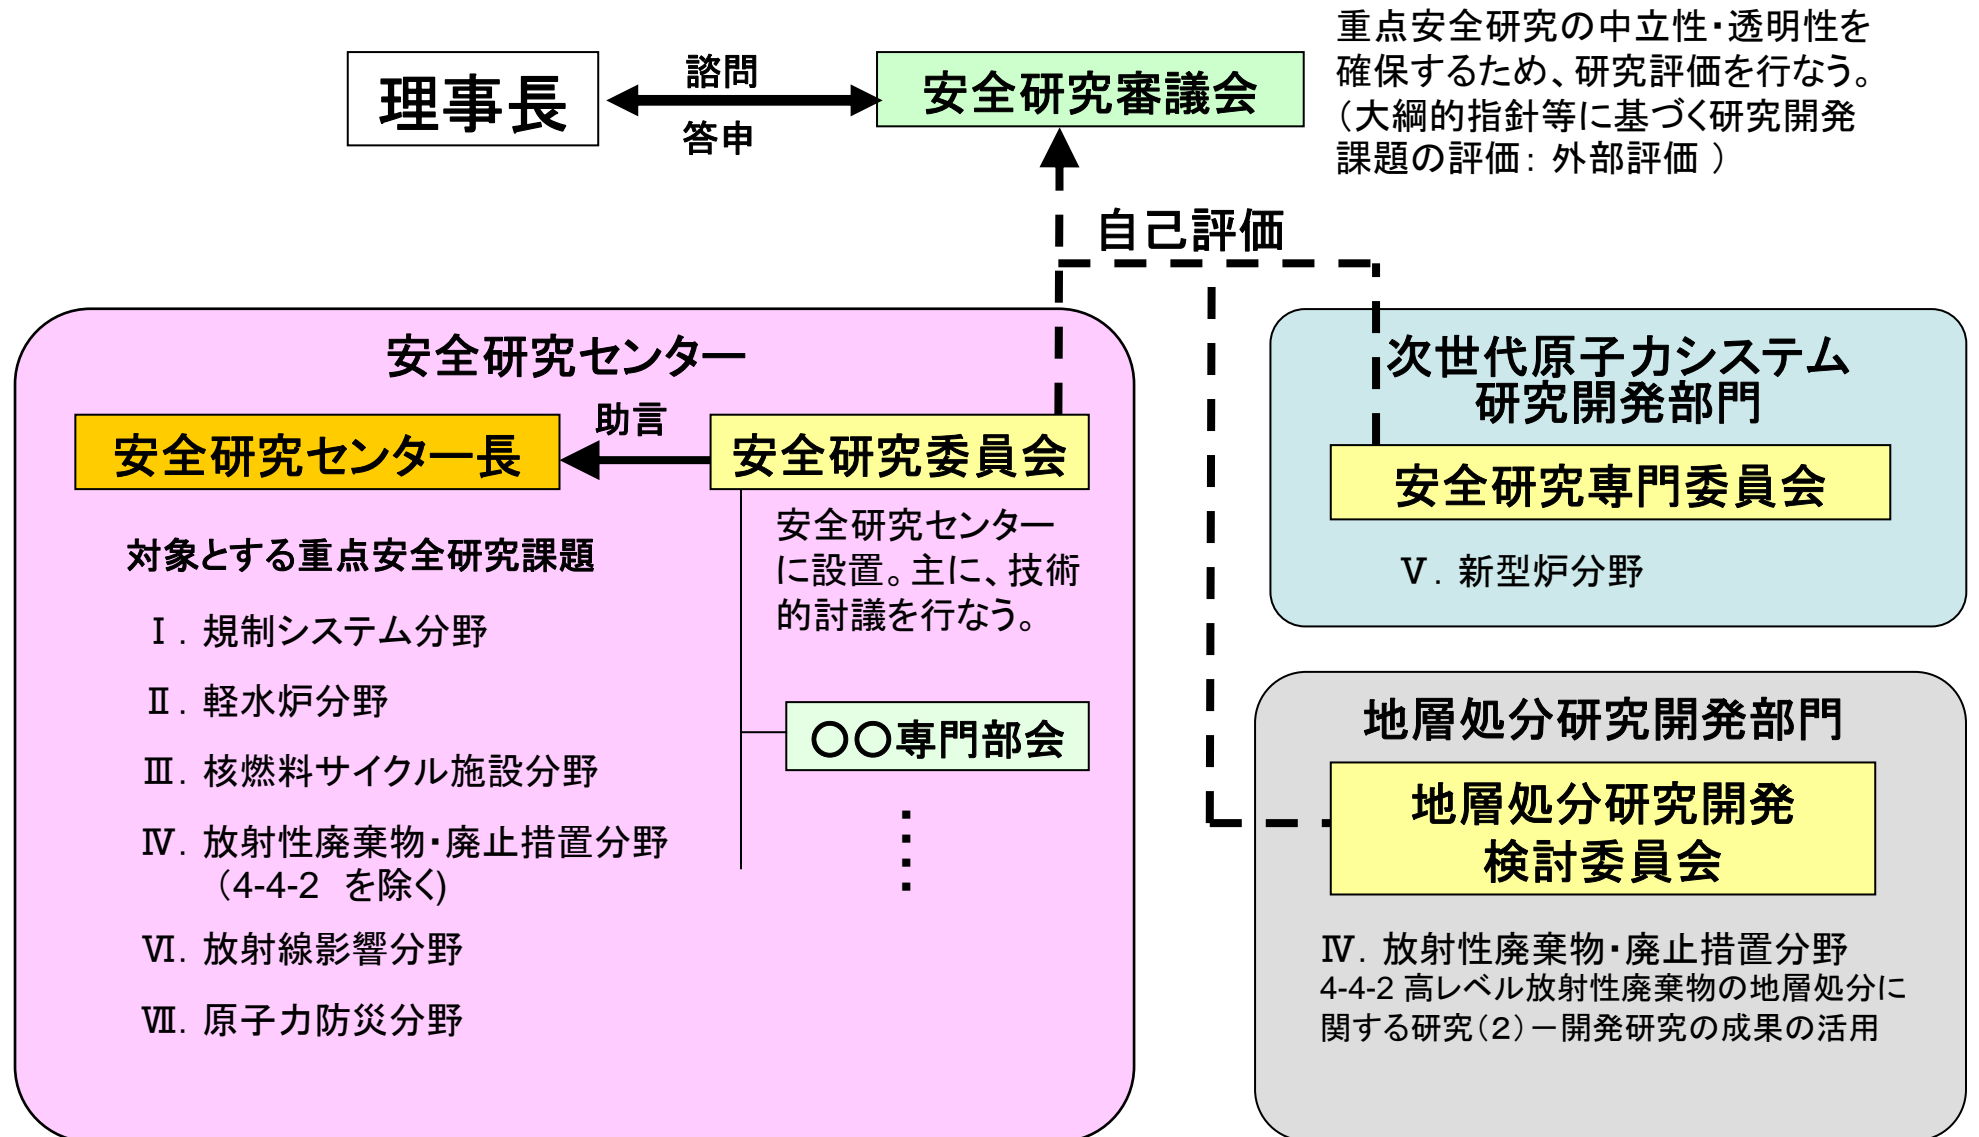 理事長
諮問
答申
安全研究審議会
重点安全研究の中立性・透明性を
確保するため、研究評価を行なう。
（大綱的指針等に基づく研究開発
課題の評価：外部評価 ）
自己評価
安全研究センター
安全研究センター長
助言
安全研究委員会
安全研究センター
に設置。主に、技術
的討議を行なう。
対象とする重点安全研究課題
Ⅰ．規制システム分野
Ⅱ．軽水炉分野
Ⅲ．核燃料サイクル施設分野
Ⅳ．放射性廃棄物・廃止措置分野
（4-4-2 を除く)
Ⅵ．放射線影響分野
Ⅶ．原子力防災分野
〇〇専門部会
次世代原子力システム
研究開発部門
安全研究専門委員会
Ⅴ．新型炉分野
地層処分研究開発部門
地層処分研究開発
検討委員会
Ⅳ．放射性廃棄物・廃止措置分野
4-4-2 高レベル放射性廃棄物の地層処分に
関する研究（２）－開発研究の成果の活用